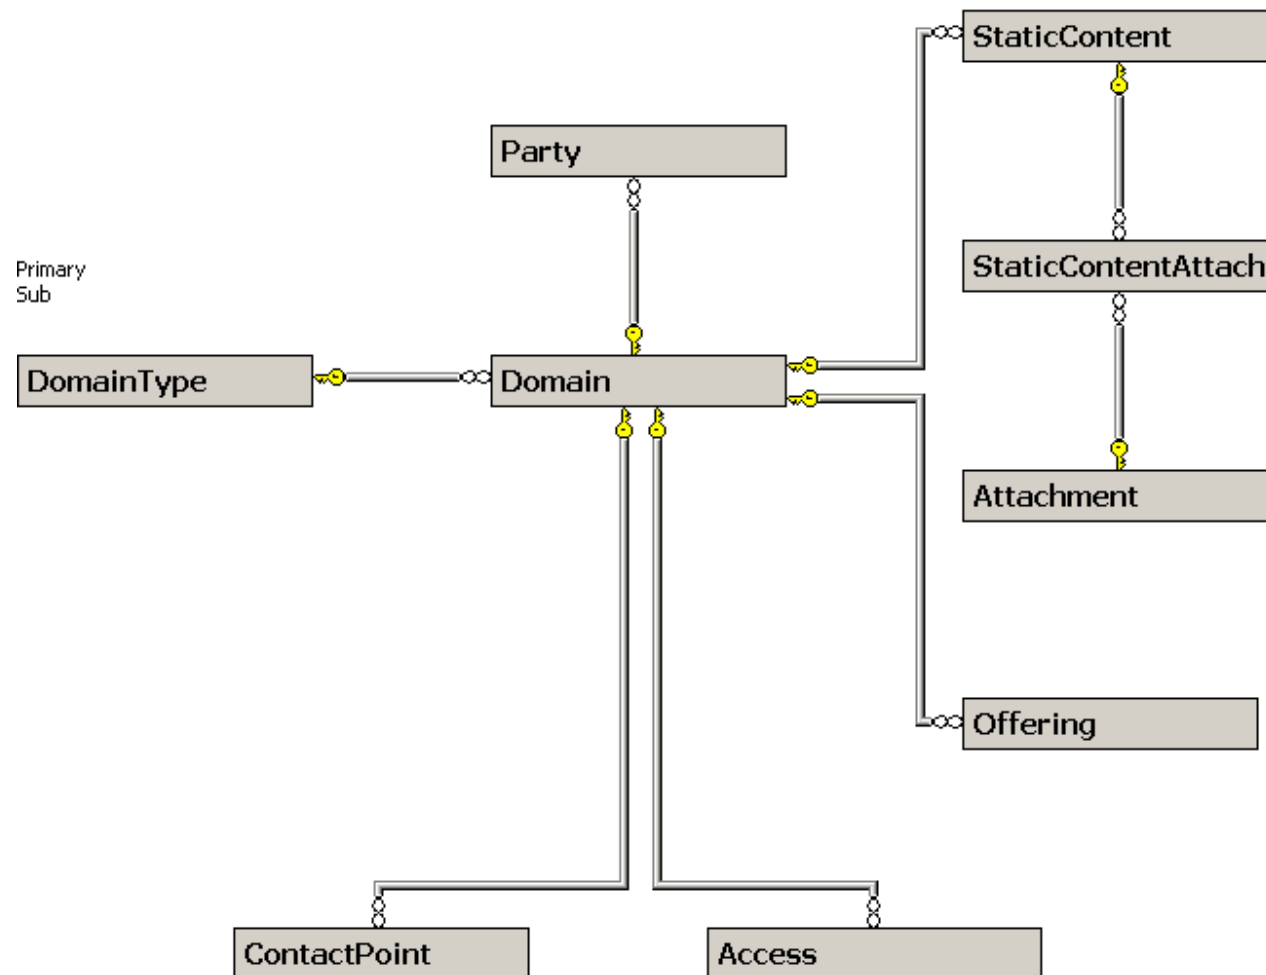 StaticContent
Party
Primary
Sub
StaticContentAttach
DomainType
Domain
Attachment
Offering
ContactPoint
Access